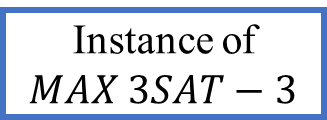 Instance of
MAX 3SAT − 3